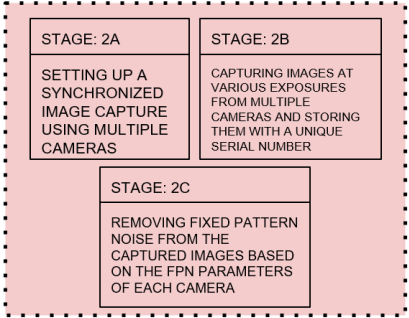 STAGE: 2A
SETTING UP A
SYNCHRONIZED
IMAGE CAPTURE
USING MULTIPLE
CAMERAS
STAGE: 2B
CAPTURING IMAGES AT
VARIOUS EXPOSURES
FROM MULTIPLE
CAMERAS AND STORING
THEM WITH A UNIQUE
SERIAL NUMBER
STAGE: 2C
REMOVING FIXED PATTERN
NOISE FROM THE
CAPTURED IMAGES BASED
ON THE FPN PARAMETERS
OF EACH CAMERA